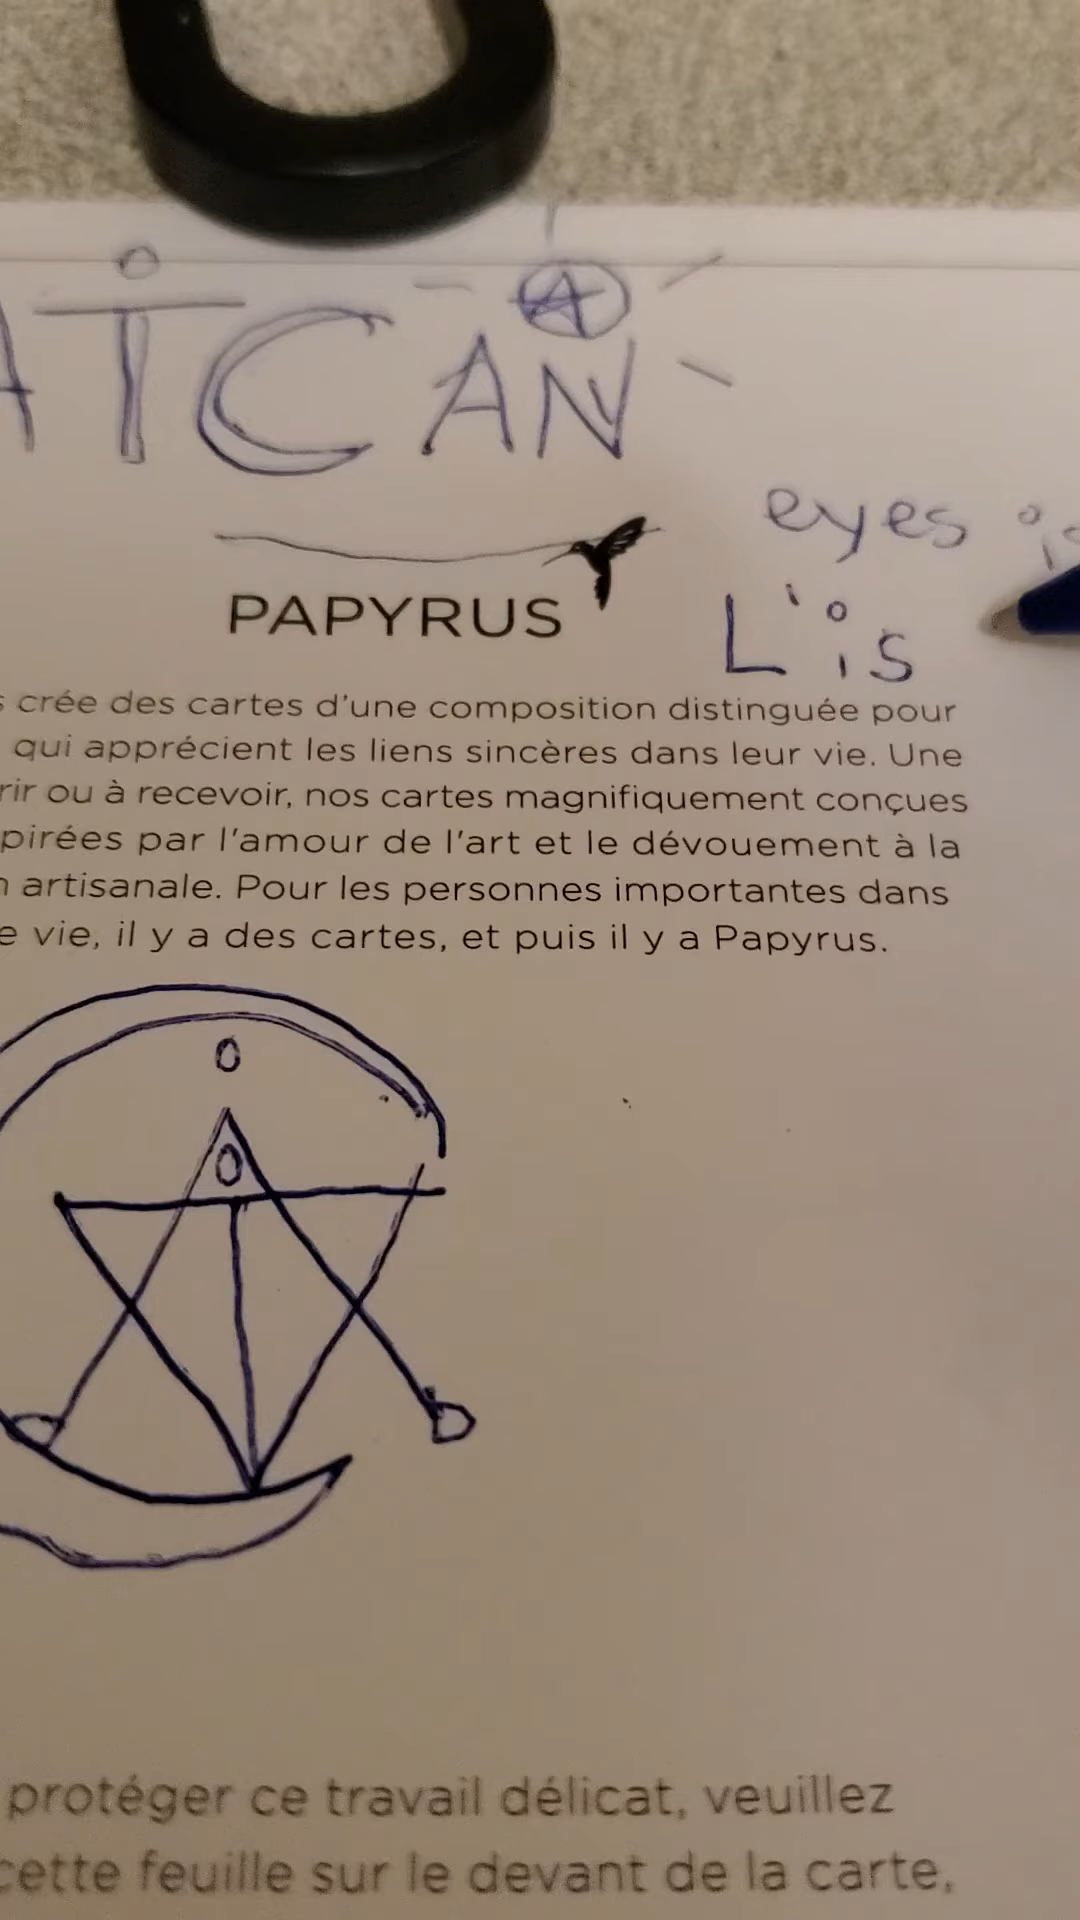 ATCAN
eyes is
L'is
PAPYRUS
crée des cartes d'une composition distinguée pour
qui apprécient les liens sincères dans leur vie. Une
rir ou à recevoir, nos cartes magnifiquement conçues
pirées par l'amour de l'art et le dévouement à la
n artisanale. Pour les personnes importantes dans
e vie, il y a des cartes, et puis il y a Papyrus.
protéger ce travail délicat, veuillez
cette feuille sur le devant de la carte.